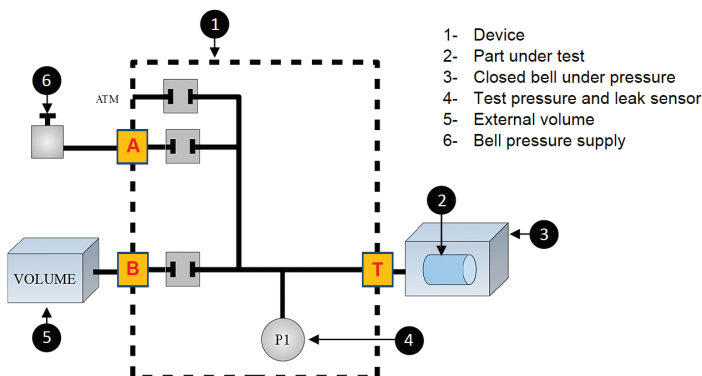 1
1- Device
2- Part under test
3- Closed bell under pressure
4- Test pressure and leak sensor
5- External volume
6- Bell pressure supply
6
ATM
A
2
3
B
T
VOLUME
P1
4
5